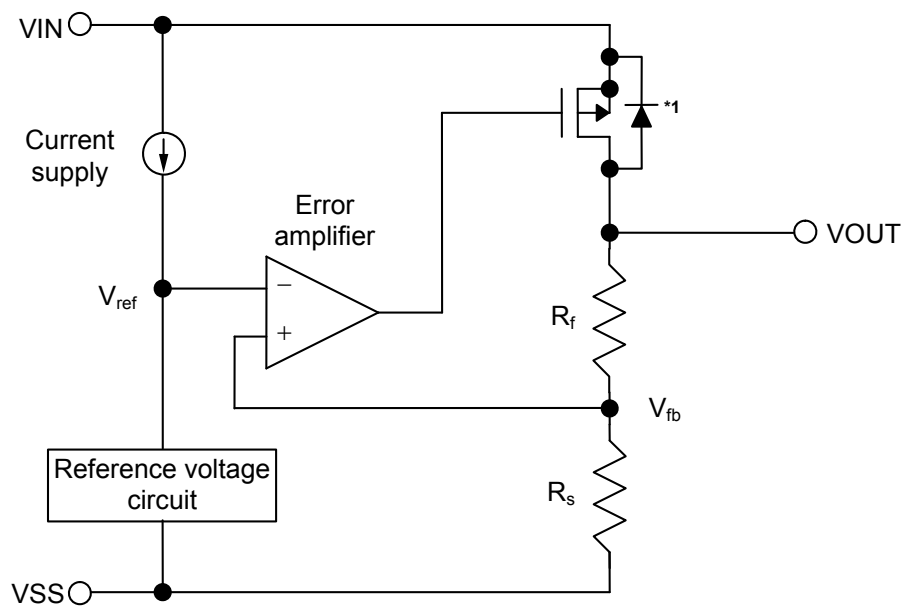 VIN
*1
Current
supply
Error
amplifier
VOUT
Vref
−
+
Rf
Vfb
Reference voltage
circuit
Rs
VSS